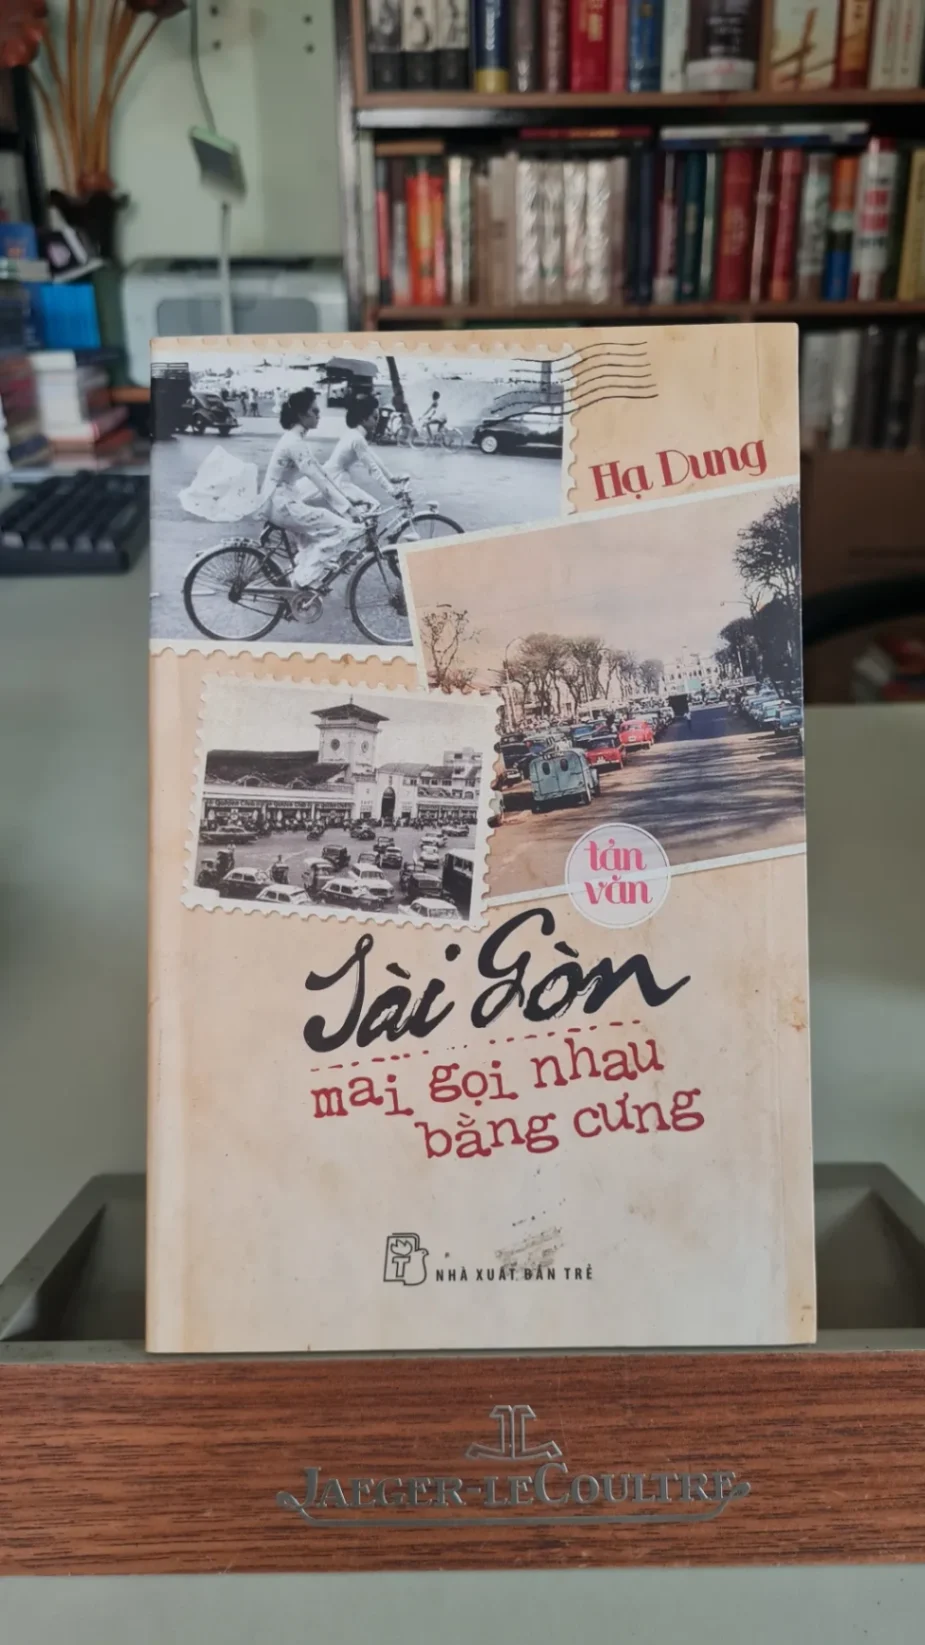 Hạ Dung
tản
văn
Sài Gòn
mai gọi nhau
bằng cưng
NHÀ XUẤT BẢN TRẺ
JAEGER-LECOULTRE